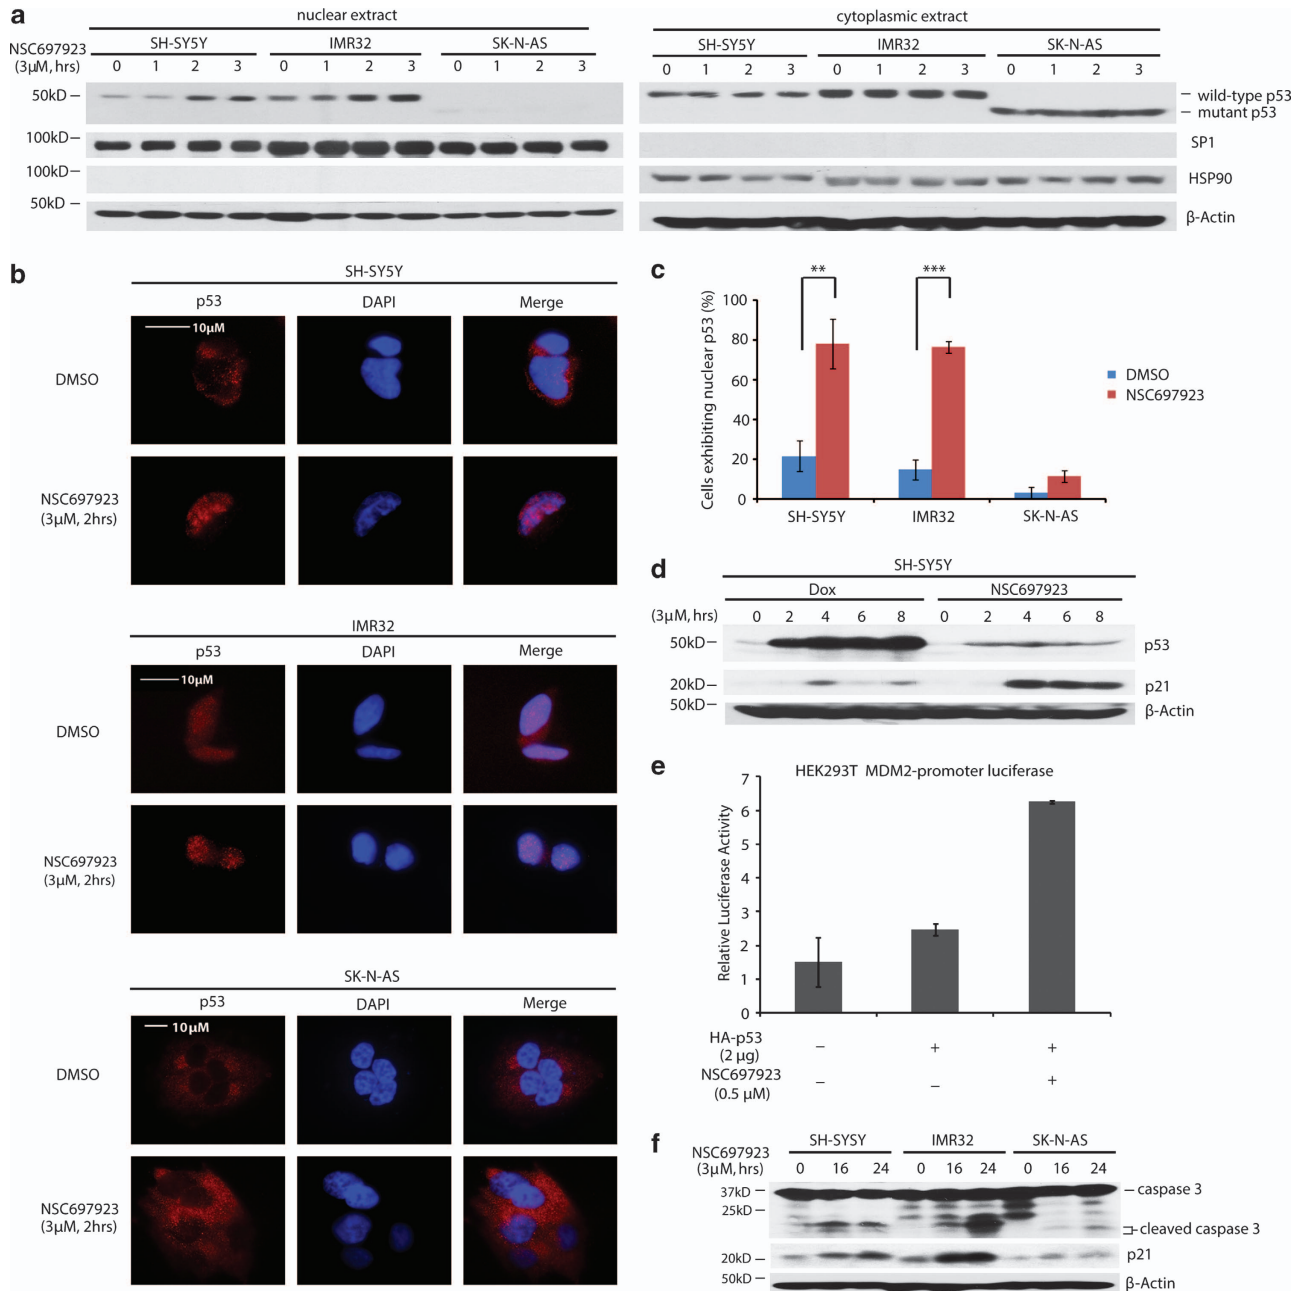 a
nuclear extract
cytoplasmic extract
NSC697923
(3μM, hrs)
SH-SY5Y
IMR32
SK-N-AS
SH-SY5Y
IMR32
SK-N-AS
0 1 2 3 0 1 2 3 0 1 2 3
0 1 2 3 0 1 2 3 0 1 2 3
50kD
wild-type p53
mutant p53
100kD
SP1
100kD
HSP90
50kD
β-Actin
b
SH-SY5Y
p53
DAPI
Merge
10μM
DMSO
NSC697923
(3μM, 2hrs)
IMR32
p53
DAPI
Merge
10μM
DMSO
NSC697923
(3μM, 2hrs)
SK-N-AS
p53
DAPI
Merge
10μM
DMSO
NSC697923
(3μM, 2hrs)
c
Cells exhibiting nuclear p53 (%)
100
80
60
40
20
0
**
***
DMSO
NSC697923
SH-SY5Y
IMR32
SK-N-AS
d
SH-SY5Y
Dox
NSC697923
(3μM, hrs)
0 2 4 6 8 0 2 4 6 8
50kD
p53
20kD
p21
50kD
β-Actin
e
HEK293T MDM2-promoter luciferase
Relative Luciferase Activity
7
6
5
4
3
2
1
0
HA-p53
(2 μg)
− + +
NSC697923
(0.5 μM)
− − +
f
NSC697923
(3μM, hrs)
SH-SYSY
IMR32
SK-N-AS
0 16 24 0 16 24 0 16 24
37kD
caspase 3
25kD
cleaved caspase 3
20kD
p21
50kD
β-Actin